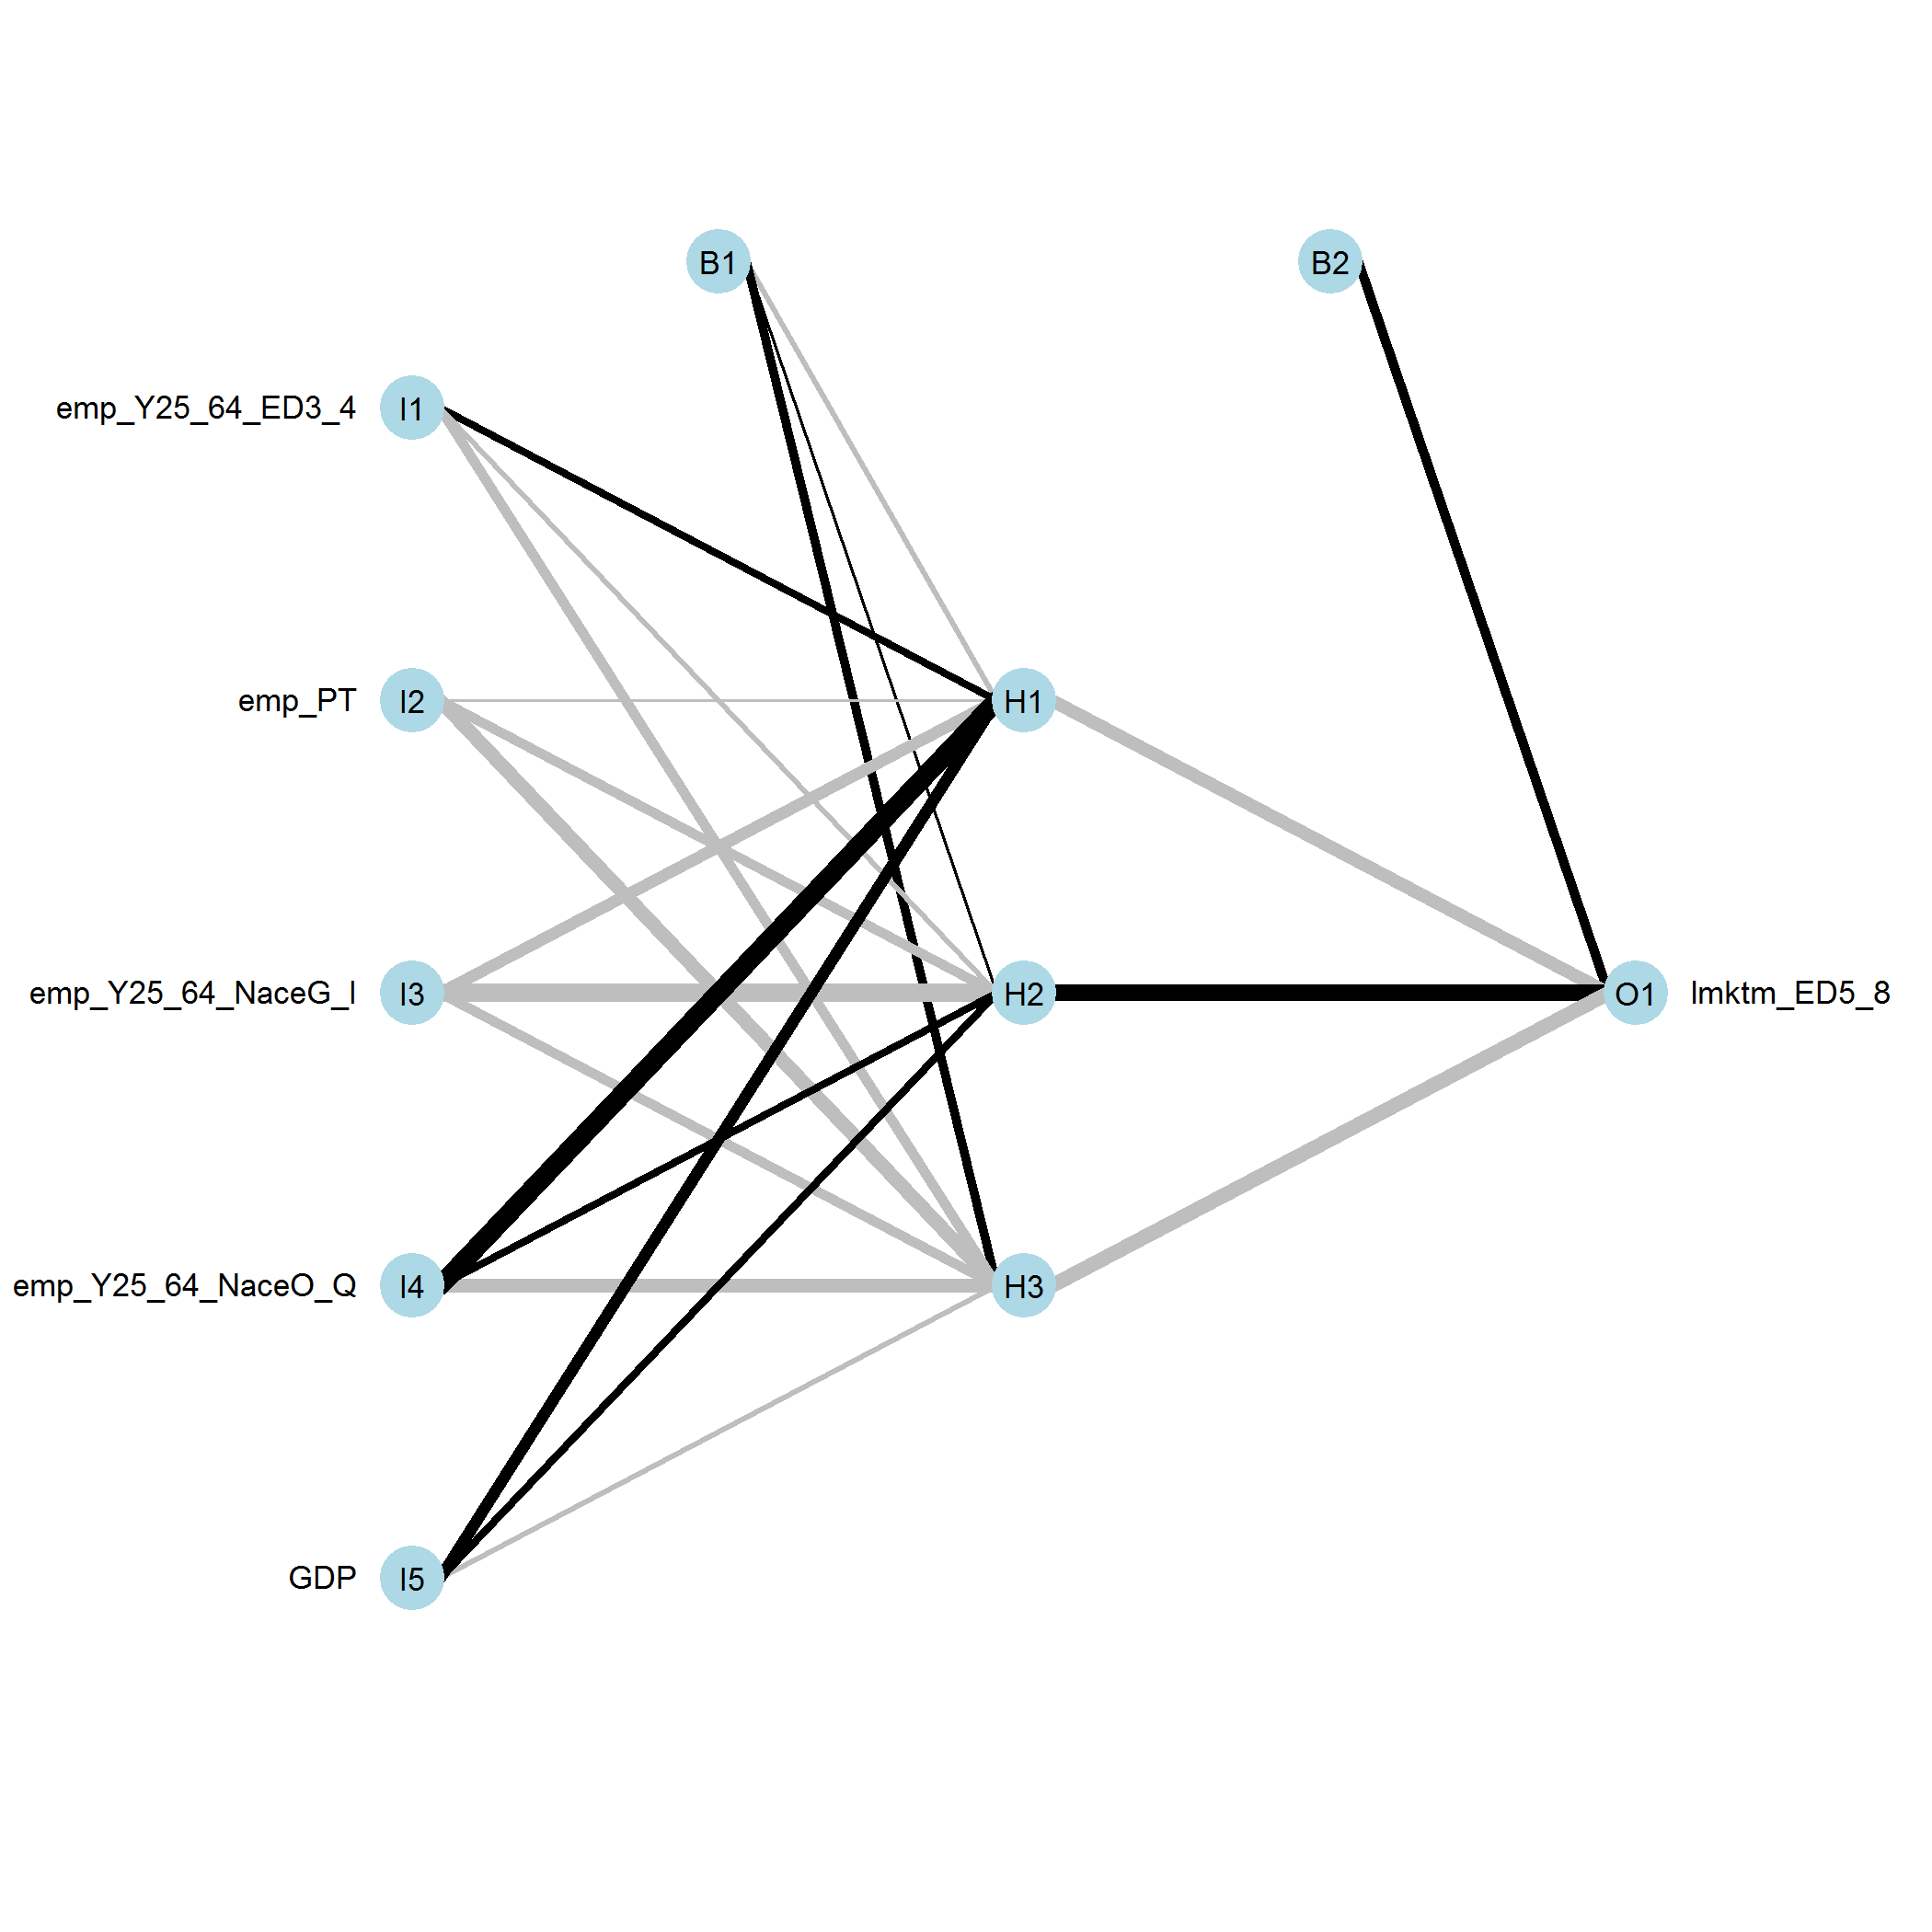 B1
B2
emp_Y25_64_ED3_4
I1
emp_PT
I2
H1
emp_Y25_64_NaceG_I
I3
H2
O1
lmktm_ED5_8
emp_Y25_64_NaceO_Q
I4
H3
GDP
I5